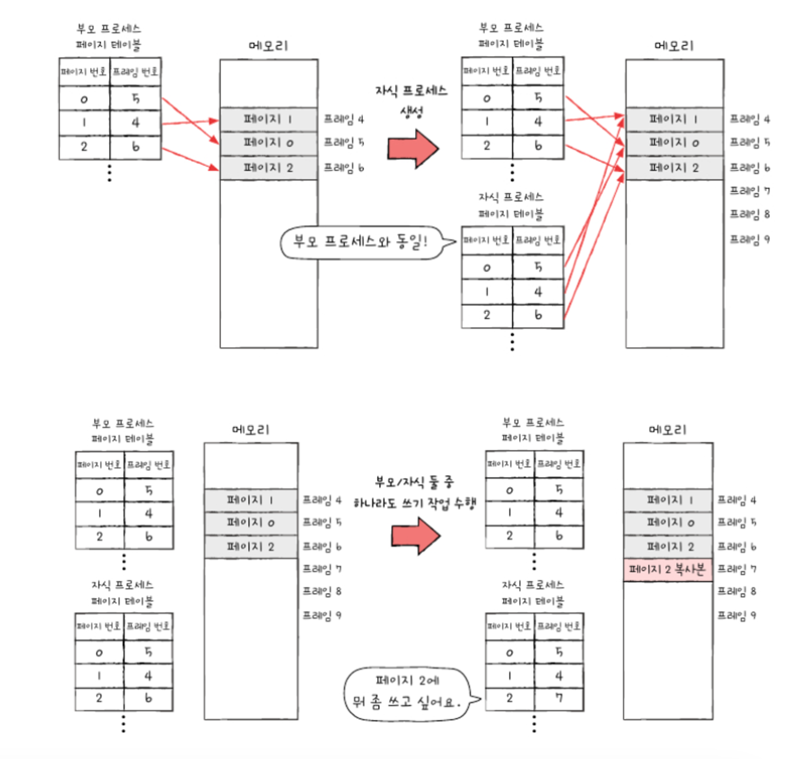 부모 프로세스
페이지 테이블
페이지 번호 프레임 번호
0 5
1 4
2 6
메모리
페이지 1 프레임 4
페이지 0 프레임 5
페이지 2 프레임 6
자식 프로세스
생성
부모 프로세스
페이지 테이블
페이지 번호 프레임 번호
0 5
1 4
2 6
자식 프로세스
페이지 테이블
부모 프로세스와 동일!
페이지 번호 프레임 번호
0 5
1 4
2 6
메모리
페이지 1 프레임 4
페이지 0 프레임 5
페이지 2 프레임 6
프레임 7
프레임 8
프레임 9
부모 프로세스
페이지 테이블
페이지 번호 프레임 번호
0 5
1 4
2 6
자식 프로세스
페이지 테이블
페이지 번호 프레임 번호
0 5
1 4
2 6
메모리
페이지 1 프레임 4
페이지 0 프레임 5
페이지 2 프레임 6
프레임 7
프레임 8
프레임 9
부모/자식 둘 중
하나라도 쓰기 작업 수행
부모 프로세스
페이지 테이블
페이지 번호 프레임 번호
0 5
1 4
2 6
자식 프로세스
페이지 테이블
페이지 번호 프레임 번호
0 5
1 4
2 7
페이지 2에
뭐 좀 쓰고 싶어요.
메모리
페이지 1 프레임 4
페이지 0 프레임 5
페이지 2 프레임 6
페이지 2 복사본 프레임 7
프레임 8
프레임 9